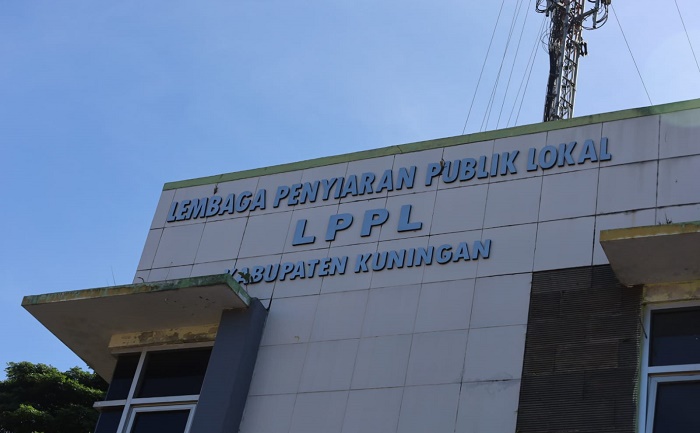 LEMBAGA PENYIARAN PUBLIK LOKAL
LPPL
KABUPATEN KUNINGAN